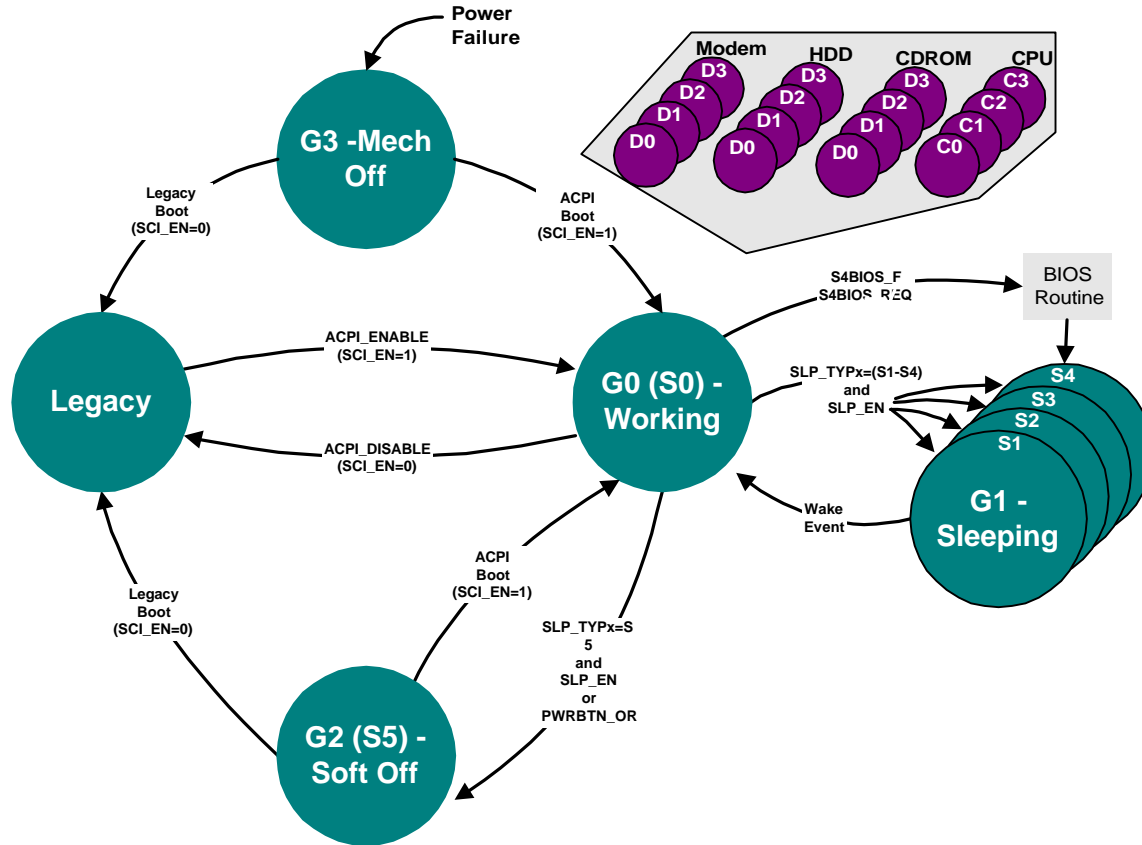 Power
Failure
Modem
HDD
CDROM
CPU
D3
D2
D1
D0
D3
D2
D1
D0
D3
D2
D1
D0
C3
C2
C1
C0
G3 -Mech
Off
Legacy
Boot
(SCI_EN=0)
ACPI
Boot
(SCI_EN=1)
S4BIOS_F
S4BIOS_REQ
BIOS
Routine
ACPI_ENABLE
(SCI_EN=1)
Legacy
G0 (S0) -
Working
SLP_TYPx=(S1-S4)
and
SLP_EN
S4
S3
S2
S1
G1 -
Sleeping
ACPI_DISABLE
(SCI_EN=0)
Wake
Event
ACPI
Boot
(SCI_EN=1)
Legacy
Boot
(SCI_EN=0)
SLP_TYPx=S
5
and
SLP_EN
or
PWRBTN_OR
G2 (S5) -
Soft Off